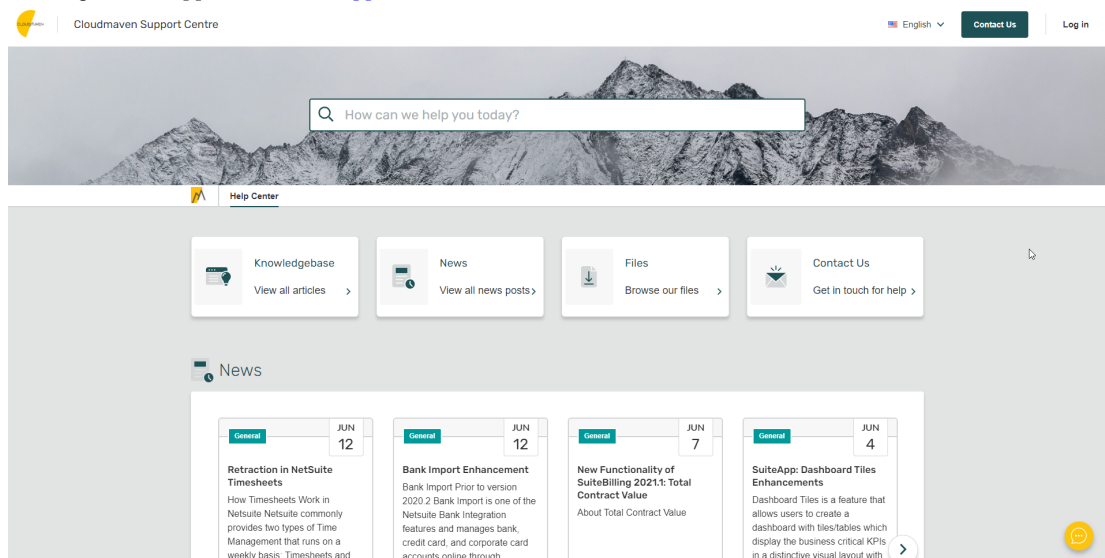 Cloudmaven Support Centre
English
Contact Us
Log in
How can we help you today?
Help Center
Knowledgebase
View all articles
News
View all news posts
Files
Browse our files
Contact Us
Get in touch for help
News
General
JUN
12
Retraction in NetSuite
Timesheets
How Timesheets Work in
Netsuite Netsuite commonly
provides two types of Time
Management that runs on a
weekly basis: Timesheets and
General
JUN
12
Bank Import Enhancement
Bank Import Prior to version
2020.2 Bank Import is one of the
Netsuite Bank Integration
features and manages bank,
credit card, and corporate card
accounts online through
General
JUN
7
New Functionality of
SuiteBilling 2021.1: Total
Contract Value
About Total Contract Value
General
JUN
4
SuiteApp: Dashboard Tiles
Enhancements
Dashboard Tiles is a feature that
allows users to create a
dashboard with tiles/tables which
display the business critical KPIs
in a distinctive visual layout with